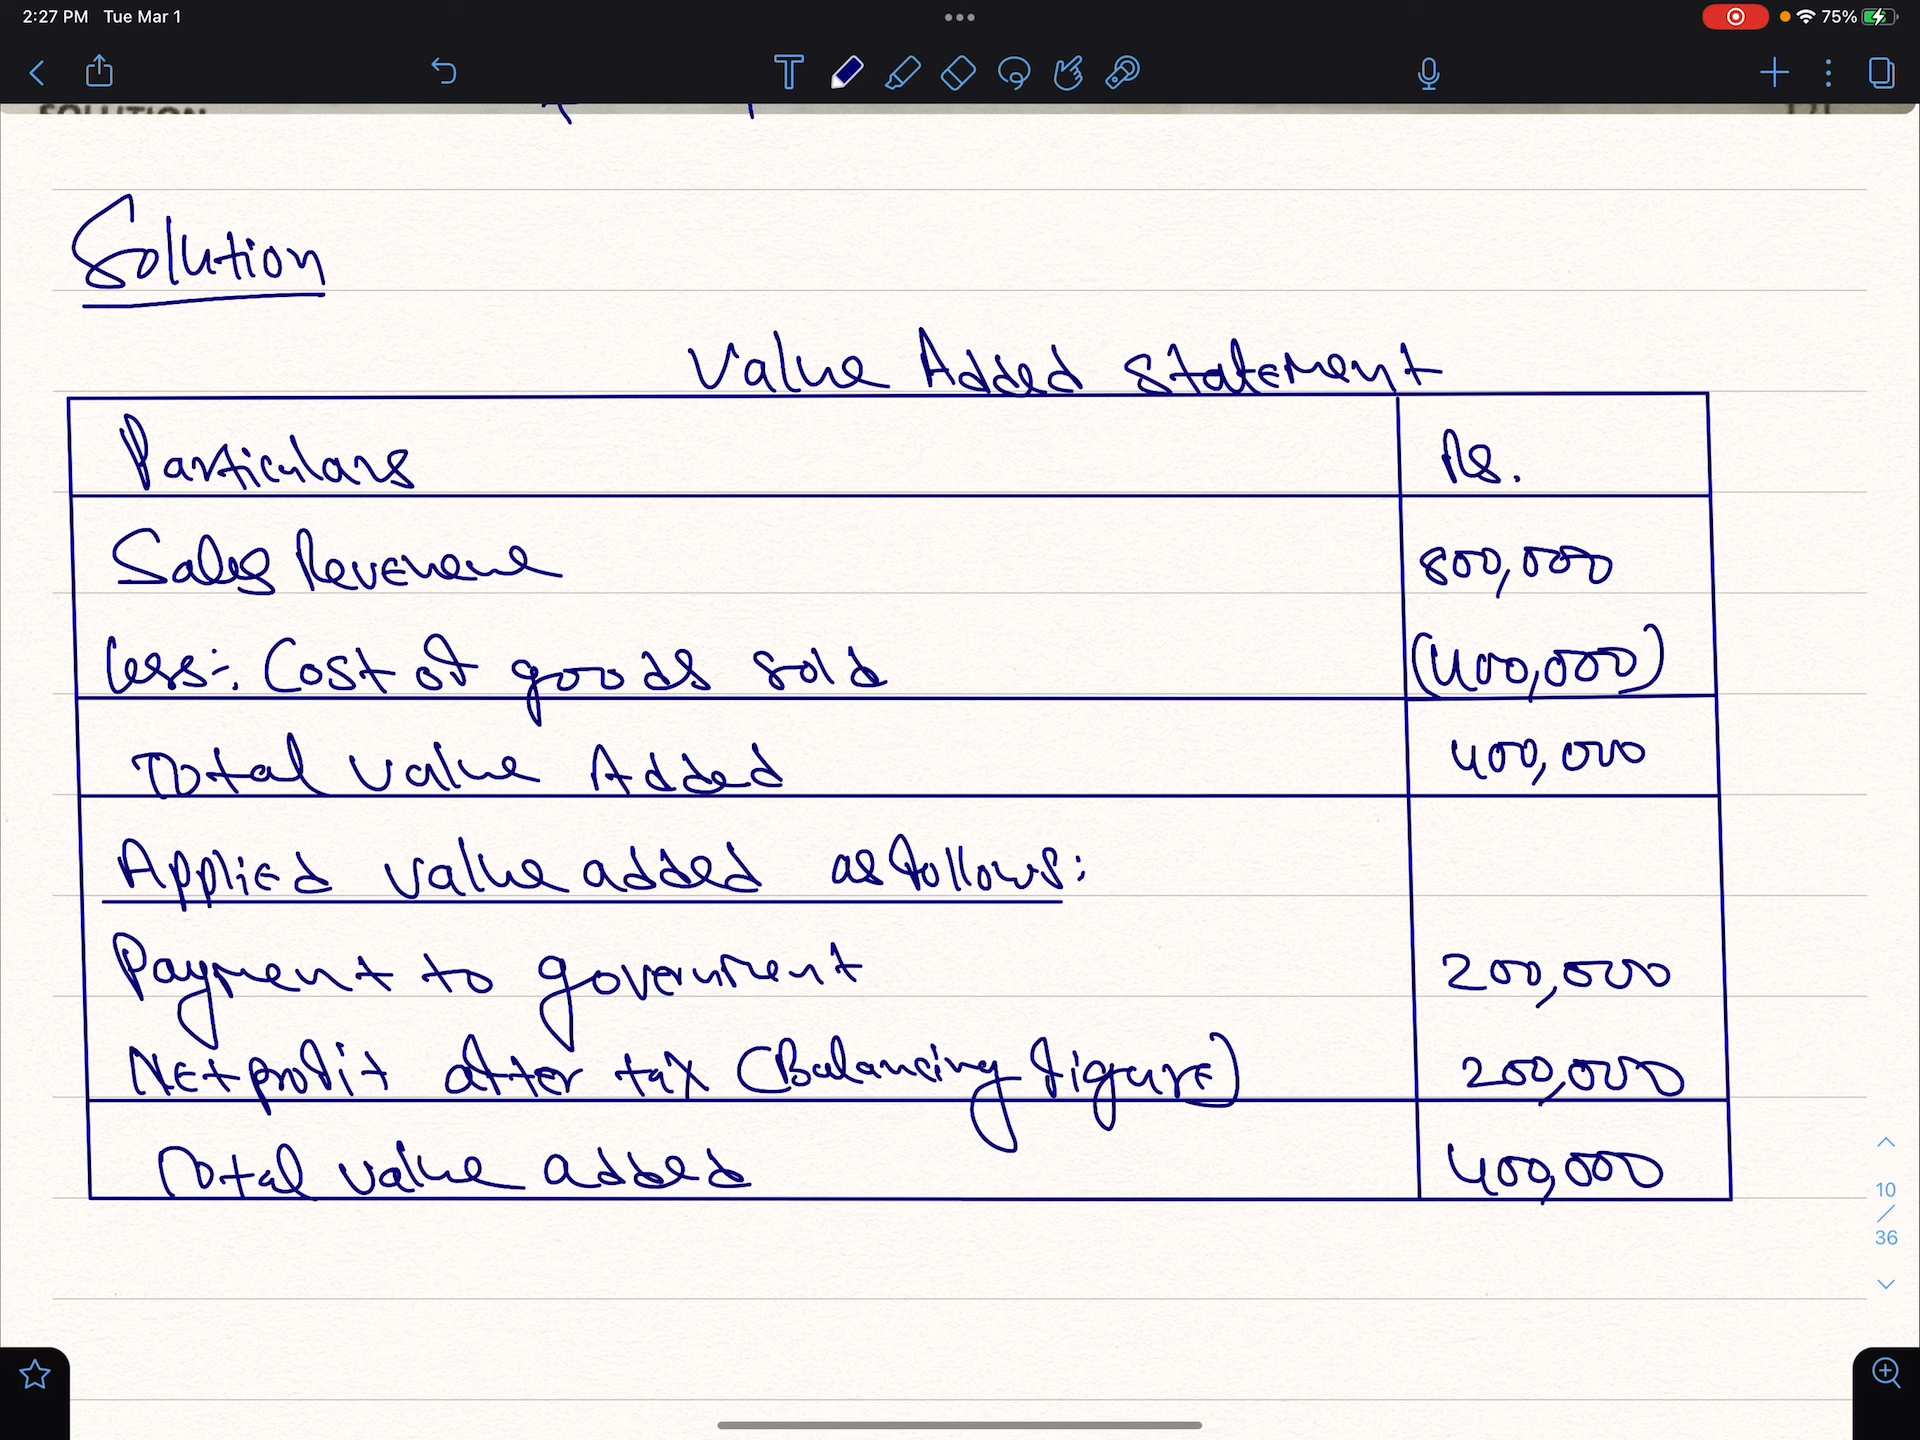 2:27 PM Tue Mar 1
75%
SOLUTION
Solution
Value Added Statement
Particulars Rs.
Sales Revenue 800,000
Less:- Cost of goods sold (400,000)
Total Value Added 400,000
Applied value added as follows:
Payment to government 200,000
Net profit after tax (Balancing figure) 200,000
Total value added 400,000
10
/
36